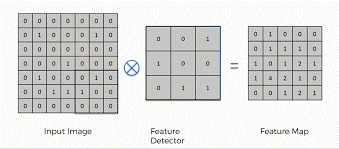 0 0 0 0 0 0 0
0 1 0 0 0 1 0
0 0 0 0 0 0 0
0 0 0 1 0 0 0
0 1 0 0 0 1 0
0 0 1 1 1 0 0
0 0 0 0 0 0 0
0 0 1
1 0 0
0 1 1
=
0 1 0 0 0
0 1 1 1 0
1 0 1 2 1
1 4 2 1 0
0 0 1 2 1
Input Image
Feature
Detector
Feature Map